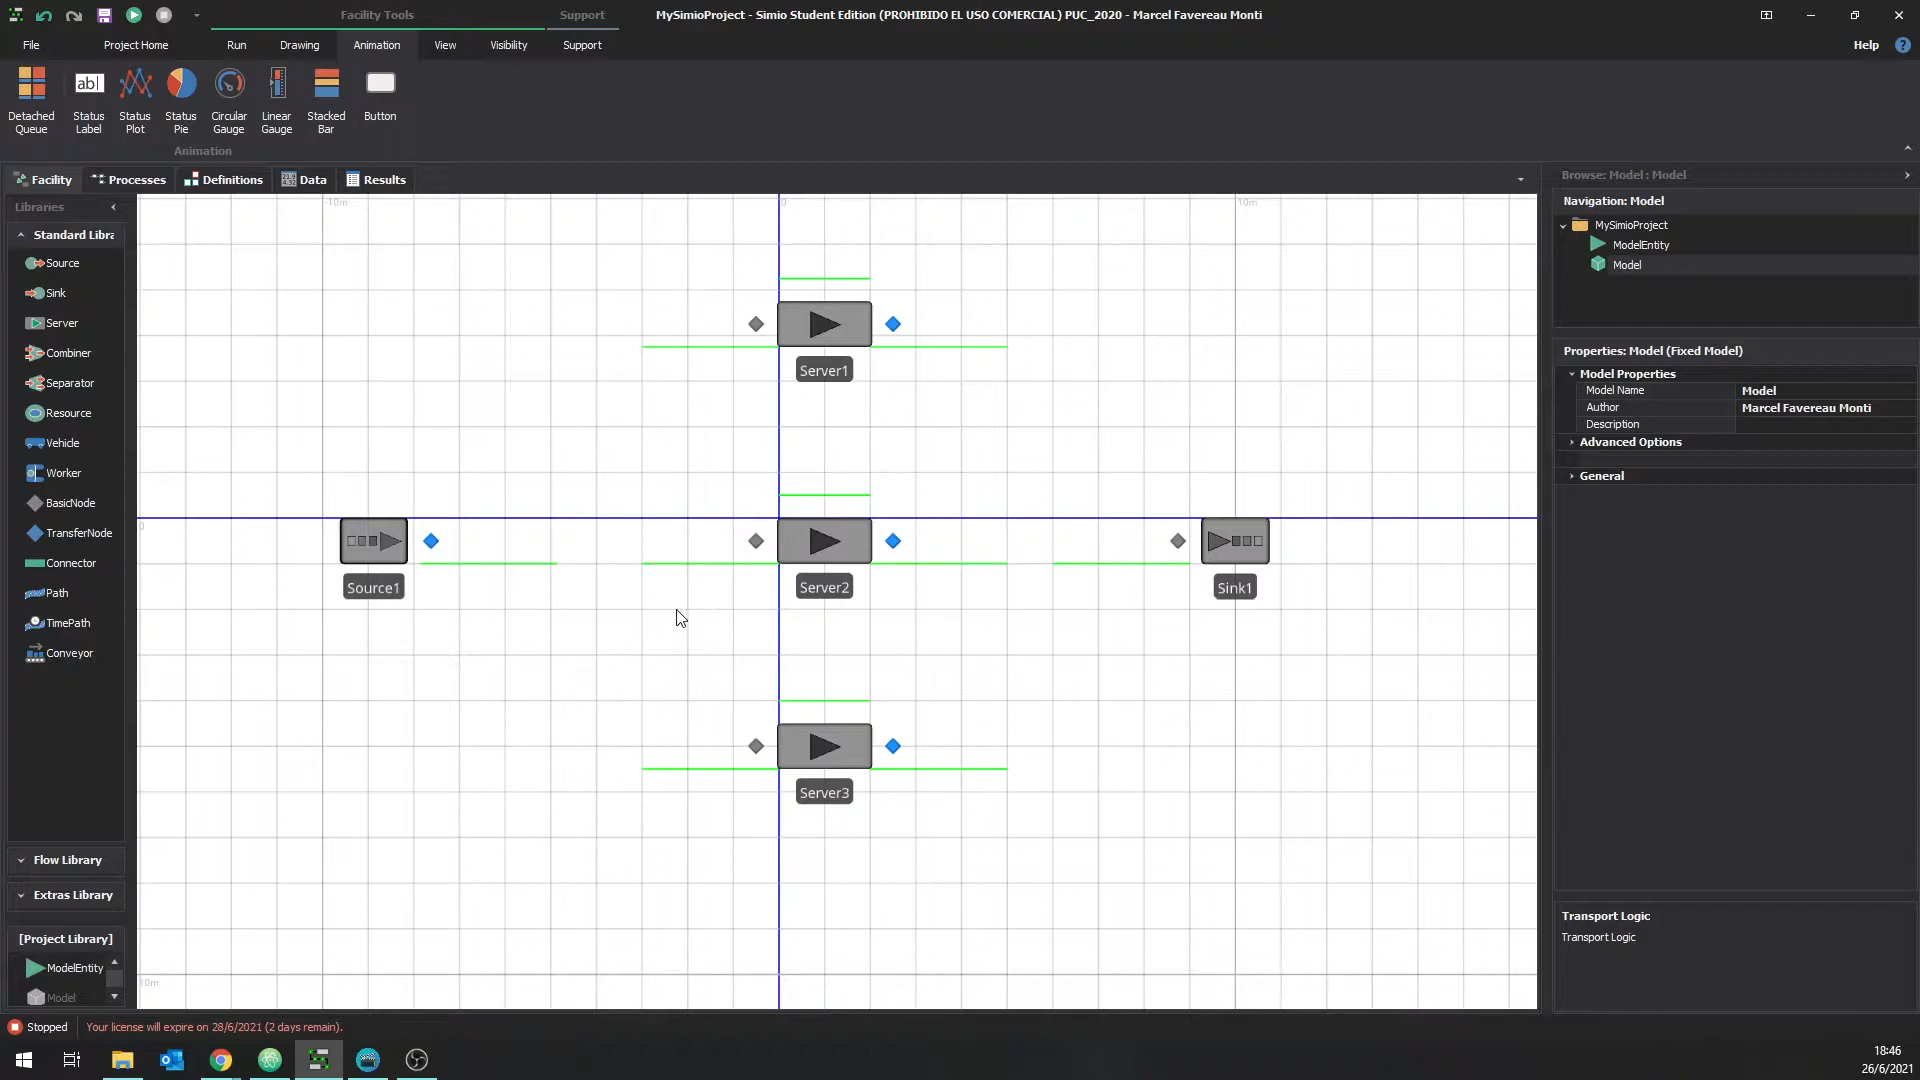 Facility Tools
Support
MySimioProject - Simio Student Edition (PROHIBIDO EL USO COMERCIAL) PUC_2020 - Marcel Favereau Monti
File
Project Home
Run
Drawing
Animation
View
Visibility
Support
Help
?
ab|
Detached Queue
Status Label
Status Plot
Status Pie
Circular Gauge
Linear Gauge
Stacked Bar
Button
Animation
Facility
Processes
Definitions
Data
Results
Browse: Model : Model
Libraries
Standard Libra
Source
Sink
Server
Combiner
Separator
Resource
Vehicle
Worker
BasicNode
TransferNode
Connector
Path
TimePath
Conveyor
Flow Library
Extras Library
[Project Library]
ModelEntity
Model
-10m
0
10m
0
10m
Server1
Source1
Server2
Sink1
Server3
Navigation: Model
MySimioProject
ModelEntity
Model
Properties: Model (Fixed Model)
Model Properties
Model Name
Model
Author
Marcel Favereau Monti
Description
Advanced Options
General
Transport Logic
Transport Logic
Stopped
Your license will expire on 28/6/2021 (2 days remain).
18:46
26/6/2021